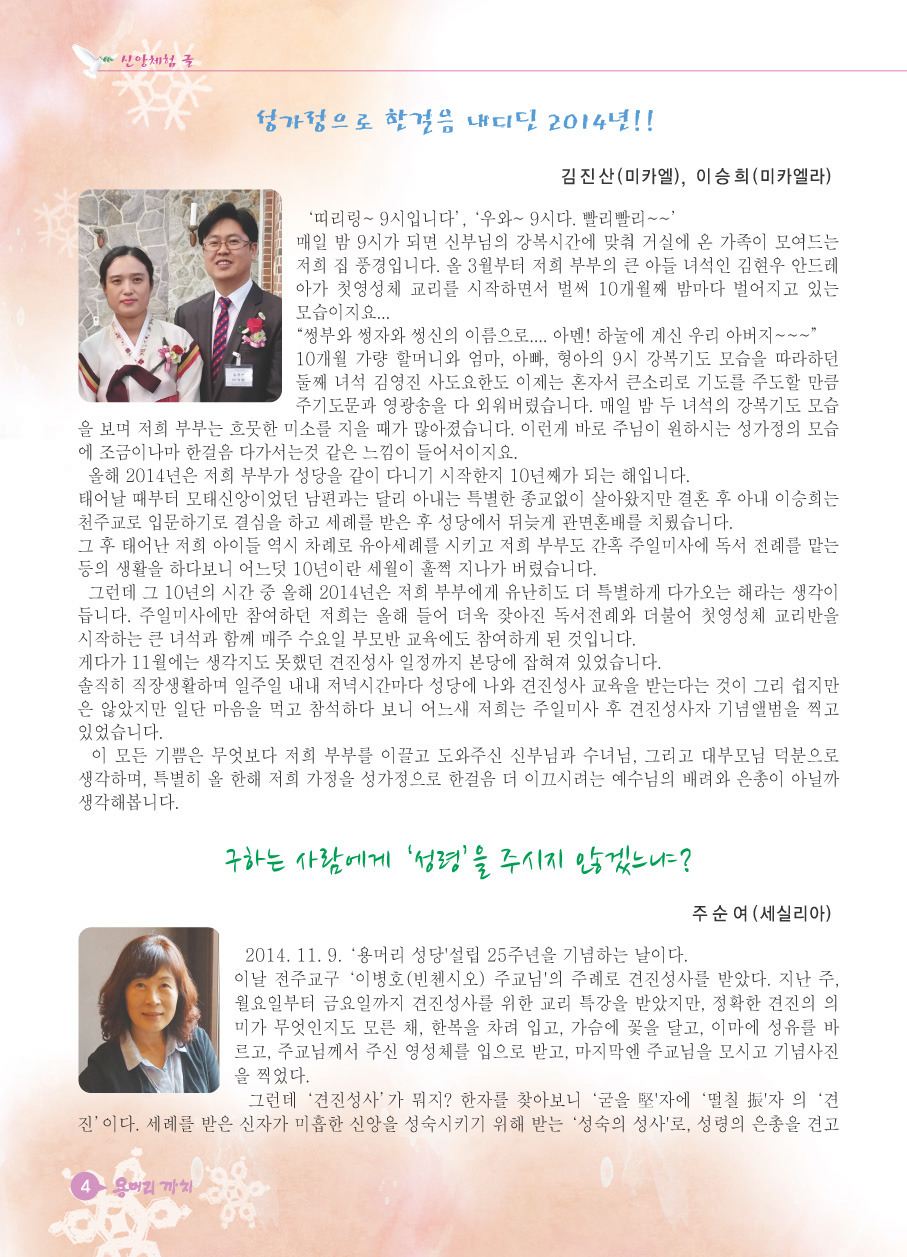 신앙체험 글
성가정으로 한걸음 내디딘 2014년!!
김진산(미카엘), 이승희(미카엘라)
‘띠리링~ 9시입니다’, ‘우와~ 9시다. 빨리빨리~~’
매일 밤 9시가 되면 신부님의 강복시간에 맞춰 거실에 온 가족이 모여드는
저희 집 풍경입니다. 올 3월부터 저희 부부의 큰 아들 녀석인 김현우 안드레
아가 첫영성체 교리를 시작하면서 벌써 10개월째 밤마다 벌어지고 있는
모습이지요...
“썽부와 썽자와 썽신의 이름으로.... 아멘! 하눌에 계신 우리 아버지~~~”
10개월 가량 할머니와 엄마, 아빠, 형아의 9시 강복기도 모습을 따라하던
둘째 녀석 김영진 사도요한도 이제는 혼자서 큰소리로 기도를 주도할 만큼
주기도문과 영광송을 다 외워버렸습니다. 매일 밤 두 녀석의 강복기도 모습
을 보며 저희 부부는 흐뭇한 미소를 지을 때가 많아졌습니다. 이런게 바로 주님이 원하시는 성가정의 모습
에 조금이나마 한걸음 다가서는것 같은 느낌이 들어서이지요.
올해 2014년은 저희 부부가 성당을 같이 다니기 시작한지 10년째가 되는 해입니다.
태어날 때부터 모태신앙이었던 남편과는 달리 아내는 특별한 종교없이 살아왔지만 결혼 후 아내 이승희는
천주교로 입문하기로 결심을 하고 세례를 받은 후 성당에서 뒤늦게 관면혼배를 치뤘습니다.
그 후 태어난 저희 아이들 역시 차례로 유아세례를 시키고 저희 부부도 간혹 주일미사에 독서 전례를 맡는
등의 생활을 하다보니 어느덧 10년이란 세월이 훌쩍 지나가 버렸습니다.
그런데 그 10년의 시간 중 올해 2014년은 저희 부부에게 유난히도 더 특별하게 다가오는 해라는 생각이
듭니다. 주일미사에만 참여하던 저희는 올해 들어 더욱 잦아진 독서전례와 더불어 첫영성체 교리반을
시작하는 큰 녀석과 함께 매주 수요일 부모반 교육에도 참여하게 된 것입니다.
게다가 11월에는 생각지도 못했던 견진성사 일정까지 본당에 잡혀져 있었습니다.
솔직히 직장생활하며 일주일 내내 저녁시간마다 성당에 나와 견진성사 교육을 받는다는 것이 그리 쉽지만
은 않았지만 일단 마음을 먹고 참석하다 보니 어느새 저희는 주일미사 후 견진성사자 기념앨범을 찍고
있었습니다.
이 모든 기쁨은 무엇보다 저희 부부를 이끌고 도와주신 신부님과 수녀님, 그리고 대부모님 덕분으로
생각하며, 특별히 올 한해 저희 가정을 성가정으로 한걸음 더 이끄시려는 예수님의 배려와 은총이 아닐까
생각해봅니다.
구하는 사람에게 ‘성령’을 주시지 않겠느냐?
주순여(세실리아)
2014. 11. 9. ‘용머리 성당'설립 25주년을 기념하는 날이다.
이날 전주교구 ‘이병호(빈첸시오) 주교님'의 주례로 견진성사를 받았다. 지난 주,
월요일부터 금요일까지 견진성사를 위한 교리 특강을 받았지만, 정확한 견진의 의
미가 무엇인지도 모른 채, 한복을 차려 입고, 가슴에 꽃을 달고, 이마에 성유를 바
르고, 주교님께서 주신 영성체를 입으로 받고, 마지막엔 주교님을 모시고 기념사진
을 찍었다.
그런데 ‘견진성사’가 뭐지? 한자를 찾아보니 ‘굳을 堅'자에 ‘떨칠 振'자 의 ‘견
진’이다. 세례를 받은 신자가 미흡한 신앙을 성숙시키기 위해 받는 ‘성숙의 성사'로, 성령의 은총을 견고
4 용머리 까치